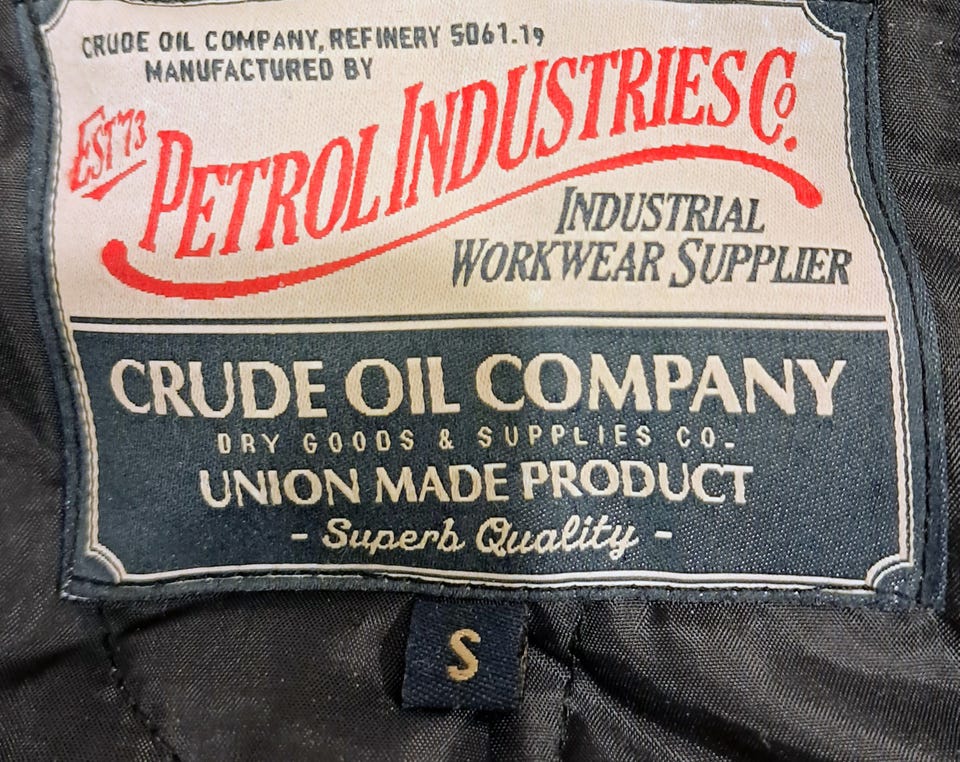 CRUDE OIL COMPANY, REFINERY 5061.19
MANUFACTURED BY
EST'73
PETROL INDUSTRIES CO.
INDUSTRIAL
WORKWEAR SUPPLIER
CRUDE OIL COMPANY
DRY GOODS & SUPPLIES CO-
UNION MADE PRODUCT
- Superb Quality -
S